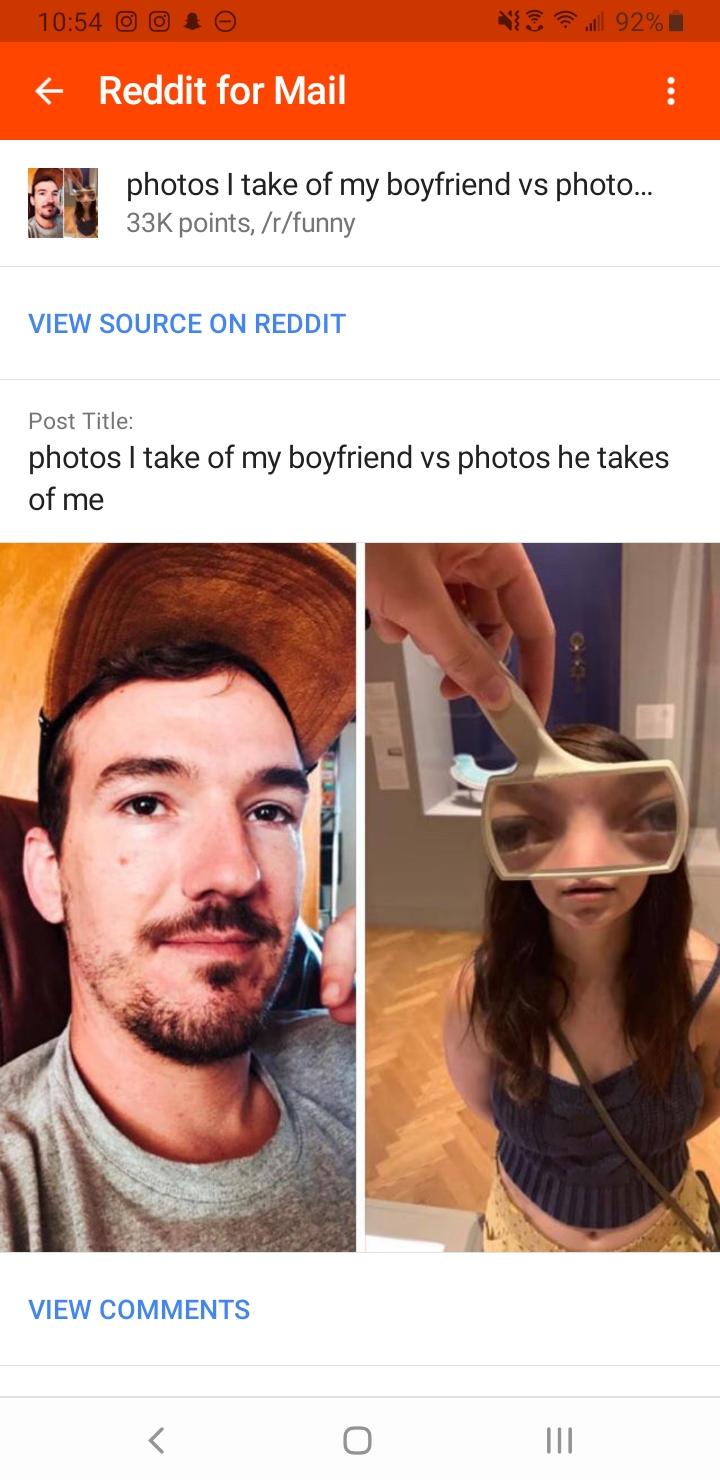 10:54 92%
Reddit for Mail
photos I take of my boyfriend vs photo...
33K points, /r/funny
VIEW SOURCE ON REDDIT
Post Title:
photos I take of my boyfriend vs photos he takes
of me
VIEW COMMENTS